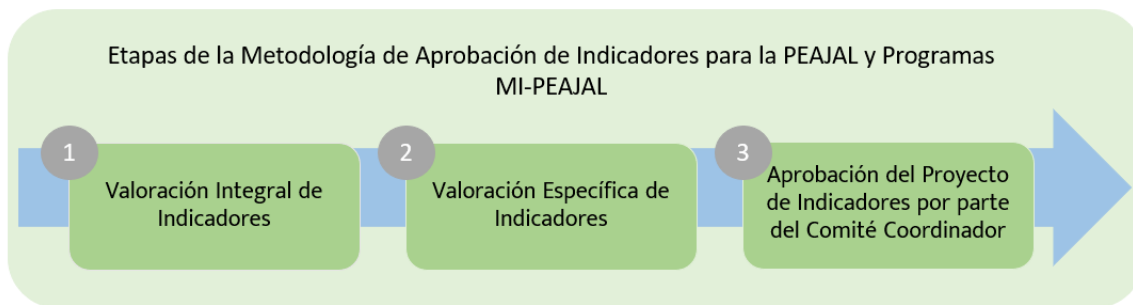 Etapas de la Metodología de Aprobación de Indicadores para la PEAJAL y Programas
MI-PEAJAL
1
Valoración Integral de
Indicadores
2
Valoración Específica de
Indicadores
3
Aprobación del Proyecto
de Indicadores por parte
del Comité Coordinador